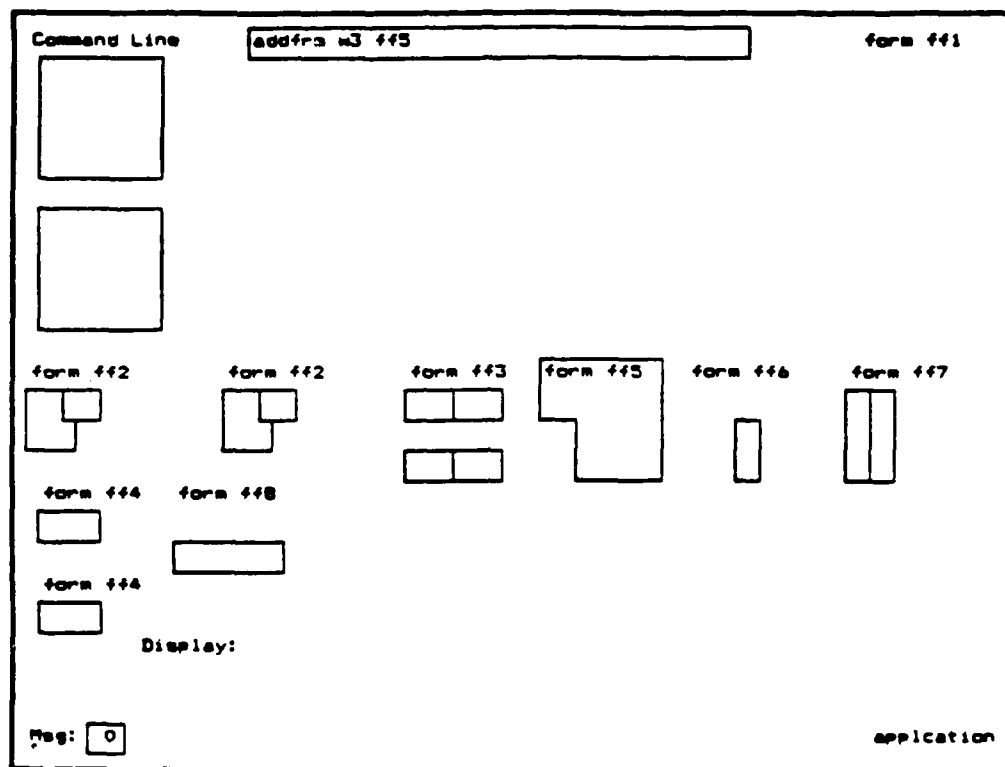 Command Line addfrm w3 ff5 form ff1
form ff2 form ff2 form ff3 form ff5 form ff6 form ff7
form ff4 form ff8
form ff4
Display:
Msg: 0 applcation